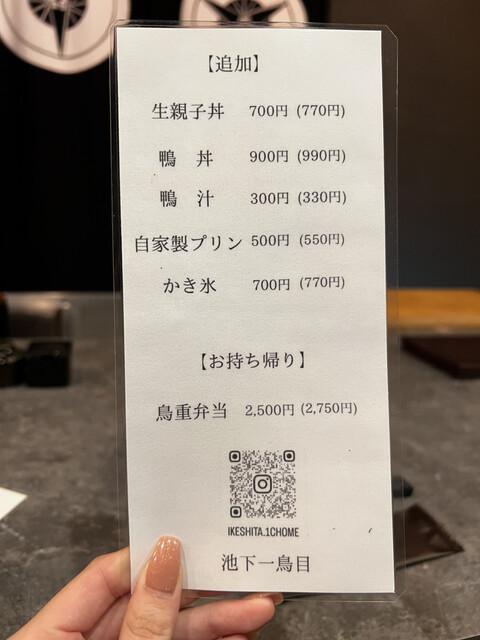 【追加】
生親子丼 700円 (770円)
鴨 丼 900円 (990円)
鴨 汁 300円 (330円)
自家製プリン 500円 (550円)
かき氷 700円 (770円)
【お持ち帰り】
鳥重弁当 2,500円 (2,750円)
IKESHITA.1CHOME
池下一鳥目